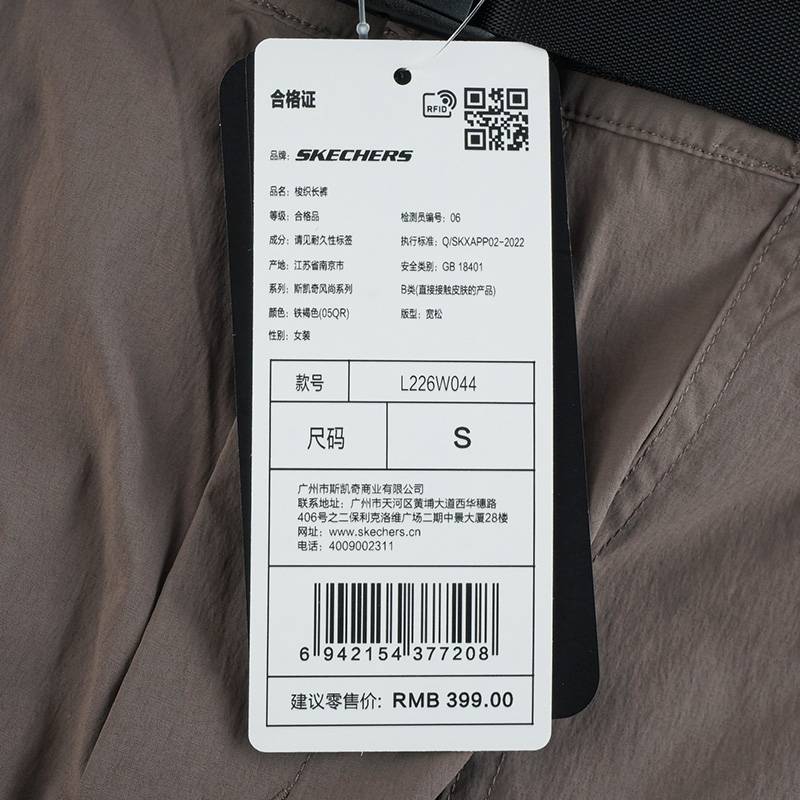 合格证
RFID
品牌: SKECHERS
品名: 梭织长裤
等级: 合格品 检测员编号: 06
成分: 请见耐久性标签 执行标准: Q/SKXAPP02-2022
产地: 江苏省南京市 安全类别: GB 18401
系列: 斯凯奇风尚系列 B类(直接接触皮肤的产品)
颜色: 铁褐色(05QR) 版型: 宽松
性别: 女装
款号 L226W044
尺码 S
广州市斯凯奇商业有限公司
联系地址: 广州市天河区黄埔大道西华穗路
406号之二保利克洛维广场二期中景大厦28楼
网址: www.skechers.cn
电话: 4009002311
6 942154 377208
建议零售价: RMB 399.00